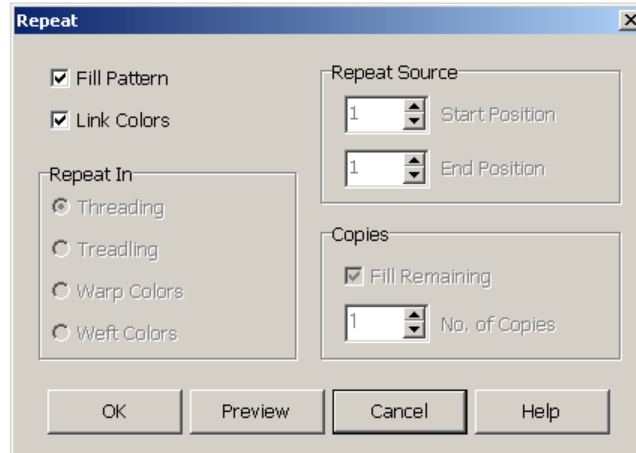 Repeat
Fill Pattern
Link Colors
Repeat In
Threading
Treadling
Warp Colors
Weft Colors
Repeat Source
1 Start Position
1 End Position
Copies
Fill Remaining
1 No. of Copies
OK Preview Cancel Help